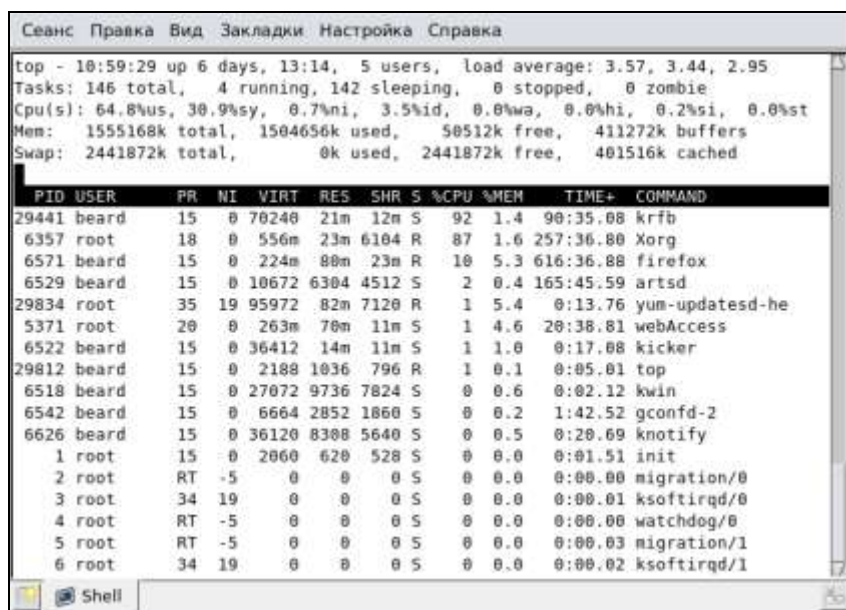 Сеанс Правка Вид Закладки Настройка Справка
top - 10:59:29 up 6 days, 13:14, 5 users, load average: 3.57, 3.44, 2.95
Tasks: 146 total, 4 running, 142 sleeping, 0 stopped, 0 zombie
Cpu(s): 64.8%us, 30.9%sy, 0.7%ni, 3.5%id, 0.0%wa, 0.0%hi, 0.2%si, 0.0%st
Mem: 1555168k total, 1504656k used, 50512k free, 411272k buffers
Swap: 2441872k total, 0k used, 2441872k free, 401516k cached
PID USER PR NI VIRT RES SHR S %CPU %MEM TIME+ COMMAND
29441 beard 15 0 70240 21m 12m S 92 1.4 90:35.08 krfb
6357 root 18 0 556m 23m 6104 R 87 1.6 257:36.80 Xorg
6571 beard 15 0 224m 80m 23m R 10 5.3 616:36.88 firefox
6529 beard 15 0 10672 6304 4512 S 2 0.4 165:45.59 artsd
29834 root 35 19 95972 82m 7120 R 1 5.4 0:13.76 yum-updatesd-he
5371 root 20 0 263m 70m 11m S 1 4.6 20:38.81 webAccess
6522 beard 15 0 36412 14m 11m S 1 1.0 0:17.08 kicker
29812 beard 15 0 2188 1036 796 R 1 0.1 0:05.01 top
6518 beard 15 0 27072 9736 7824 S 0 0.6 0:02.12 kwin
6542 beard 15 0 6664 2852 1860 S 0 0.2 1:42.52 gconfd-2
6626 beard 15 0 36120 8308 5640 S 0 0.5 0:20.69 knotify
1 root 15 0 2060 620 528 S 0 0.0 0:01.51 init
2 root RT -5 0 0 0 S 0 0.0 0:00.00 migration/0
3 root 34 19 0 0 0 S 0 0.0 0:00.01 ksoftirqd/0
4 root RT -5 0 0 0 S 0 0.0 0:00.00 watchdog/0
5 root RT -5 0 0 0 S 0 0.0 0:00.03 migration/1
6 root 34 19 0 0 0 S 0 0.0 0:00.02 ksoftirqd/1
Shell